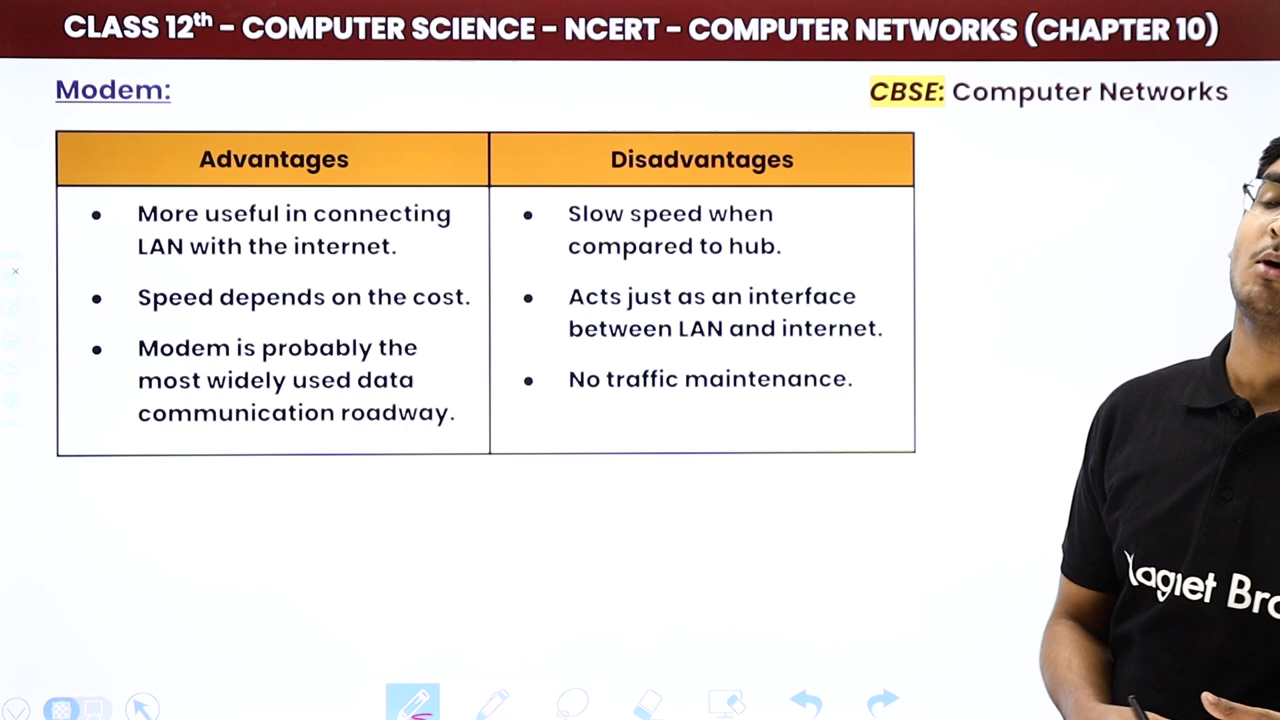 CLASS 12th - COMPUTER SCIENCE - NCERT - COMPUTER NETWORKS (CHAPTER 10)
Modem:
CBSE: Computer Networks
Advantages
Disadvantages
• More useful in connecting
LAN with the internet.
• Speed depends on the cost.
• Modem is probably the
most widely used data
communication roadway.
• Slow speed when
compared to hub.
• Acts just as an interface
between LAN and internet.
• No traffic maintenance.